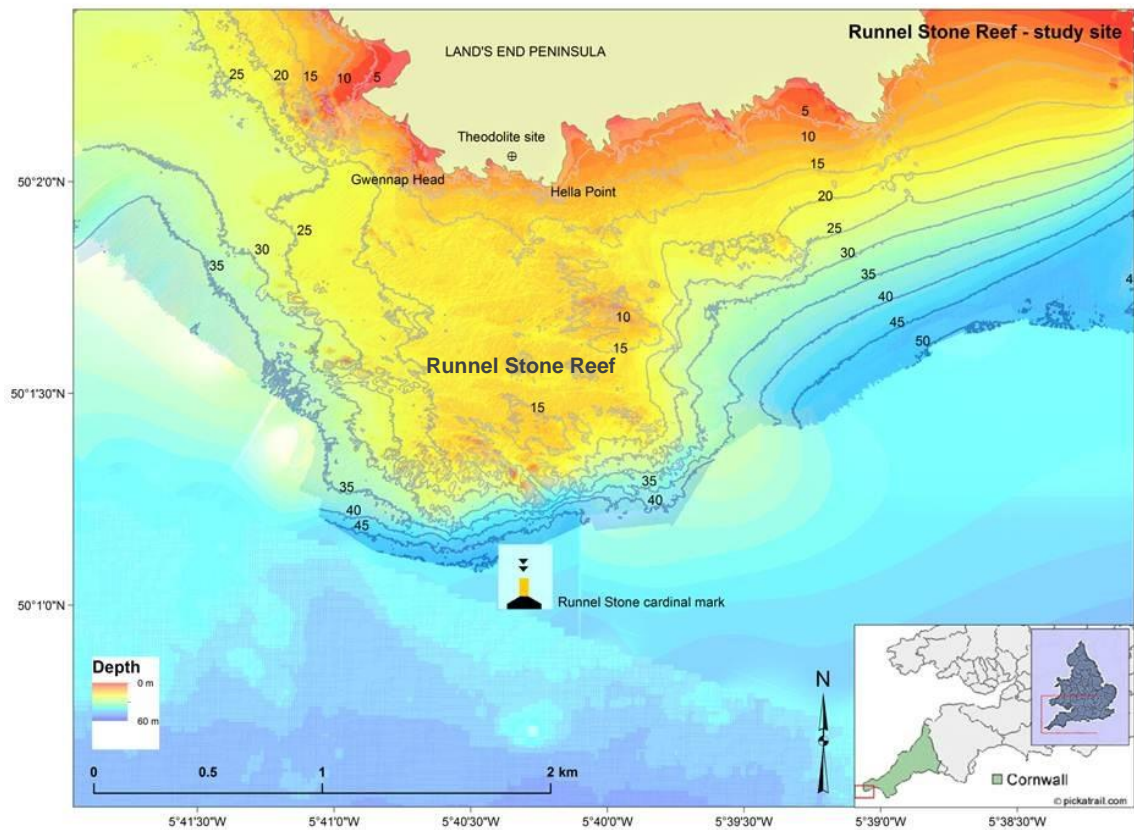 Runnel Stone Reef - study site
LAND'S END PENINSULA
25
20
15
10
5
5
10
15
20
25
30
35
40
45
50
4
Theodolite site
Gwennap Head
Hella Point
50°2'0"N
25
30
35
10
15
Runnel Stone Reef
50°1'30"N
15
35
40
45
35
40
50°1'0"N
Runnel Stone cardinal mark
Depth
0 m
60 m
N
0
0.5
1
2 km
Cornwall
© pickatrail.com
5°41'30"W
5°41'0"W
5°40'30"W
5°40'0"W
5°39'30"W
5°39'0"W
5°38'30"W